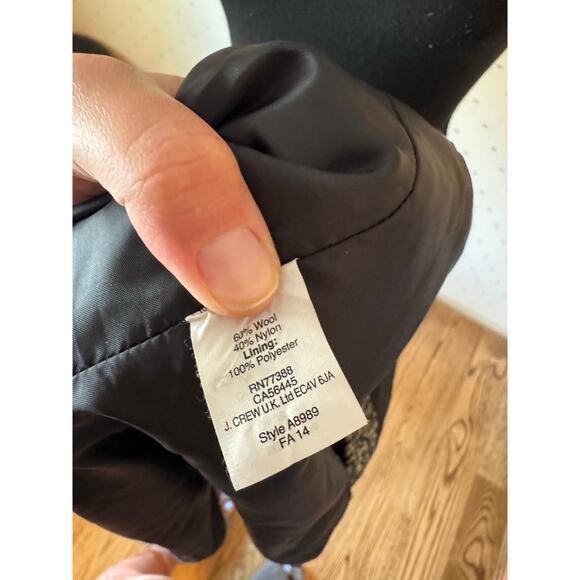 60% Wool
40% Nylon
Lining:
100% Polyester
RN77388
CA56445
J. CREW U.K. Ltd EC4V 6JA
Style A8989
FA 14